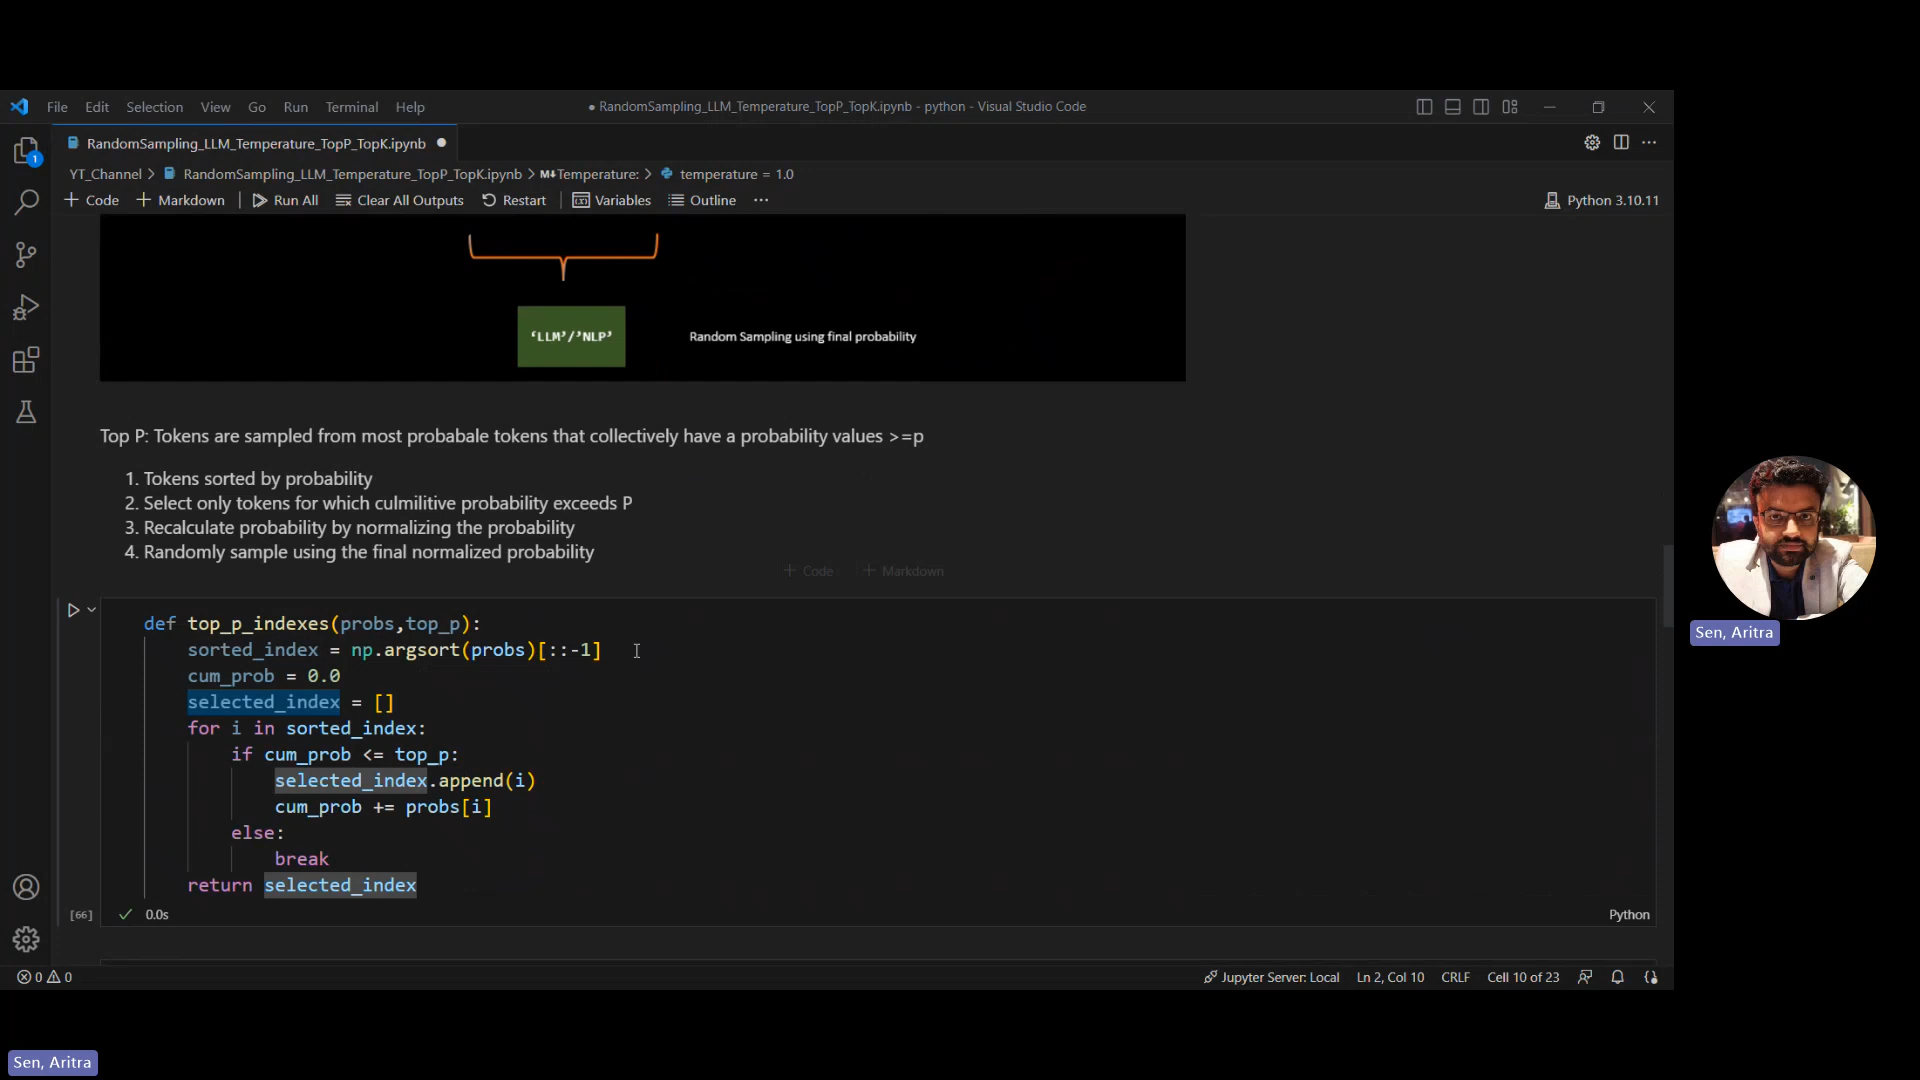 File Edit Selection View Go Run Terminal Help
● RandomSampling_LLM_Temperature_TopP_TopK.ipynb - python - Visual Studio Code
RandomSampling_LLM_Temperature_TopP_TopK.ipynb ●
YT_Channel > RandomSampling_LLM_Temperature_TopP_TopK.ipynb > M↓Temperature: > temperature = 1.0
+ Code + Markdown | Run All Clear All Outputs Restart | Variables Outline ...
Python 3.10.11
1
‘LLM’/’NLP’
Random Sampling using final probability
Top P: Tokens are sampled from most probabale tokens that collectively have a probability values >=p
1. Tokens sorted by probability
2. Select only tokens for which culmilitive probability exceeds P
3. Recalculate probability by normalizing the probability
4. Randomly sample using the final normalized probability
+ Code + Markdown
def top_p_indexes(probs,top_p):
sorted_index = np.argsort(probs)[::-1]
cum_prob = 0.0
selected_index = []
for i in sorted_index:
if cum_prob <= top_p:
selected_index.append(i)
cum_prob += probs[i]
else:
break
return selected_index
[66] ✓ 0.0s
Python
0 0
Jupyter Server: Local Ln 2, Col 10 CRLF Cell 10 of 23
Sen, Aritra
Sen, Aritra